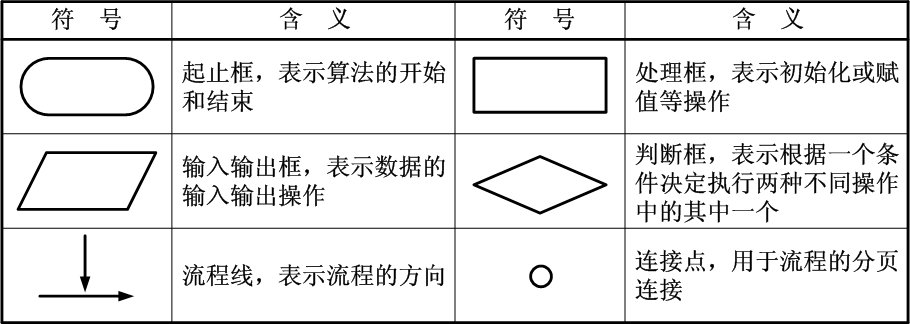 符 号 含 义 符 号 含 义
起止框，表示算法的开始
和结束
处理框，表示初始化或赋
值等操作
输入输出框，表示数据的
输入输出操作
判断框，表示根据一个条
件决定执行两种不同操作
中的其中一个
流程线，表示流程的方向
连接点，用于流程的分页
连接